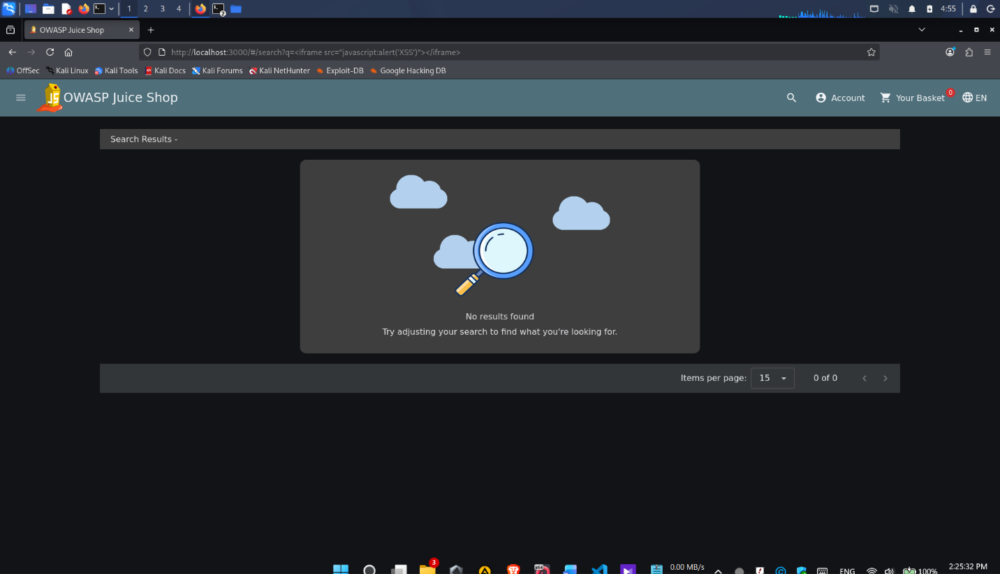 1 2 3 4 2 4:55
OWASP Juice Shop
http://localhost:3000/#/search?q=<iframe src="javascript:alert('XSS')"></iframe>
OffSec Kali Linux Kali Tools Kali Docs Kali Forums Kali NetHunter Exploit-DB Google Hacking DB
JS OWASP Juice Shop Account Your Basket 0 EN
Search Results -
No results found
Try adjusting your search to find what you're looking for.
Items per page: 15 0 of 0
3 0.00 MB/s ENG 100% 2:25:32 PM